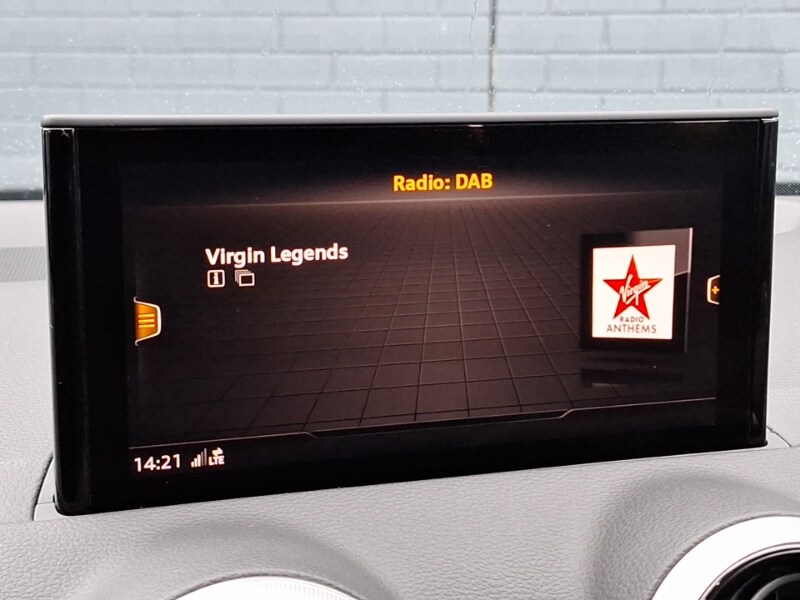 Radio: DAB
Virgin Legends
Virgin
RADIO
ANTHEMS
14:21 LTE